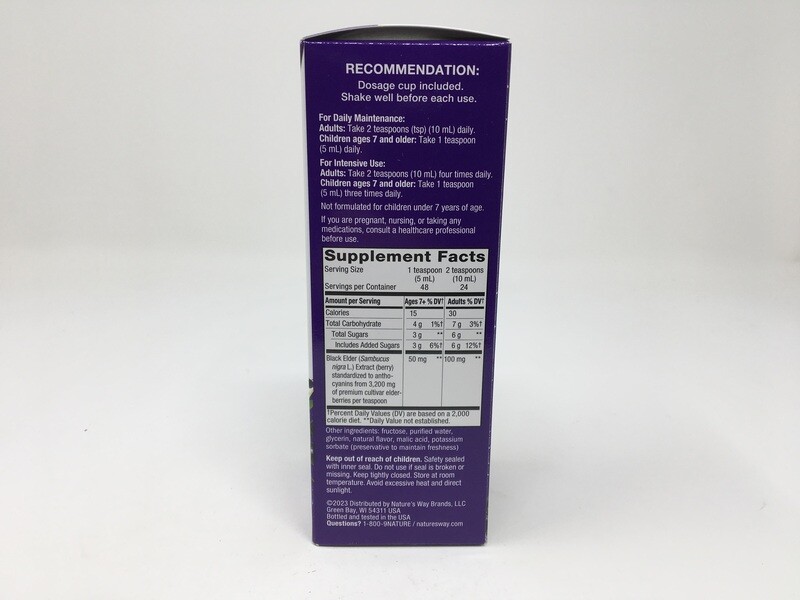 RECOMMENDATION:
Dosage cup included.
Shake well before each use.
For Daily Maintenance:
Adults: Take 2 teaspoons (tsp) (10 mL) daily.
Children ages 7 and older: Take 1 teaspoon
(5 mL) daily.
For Intensive Use:
Adults: Take 2 teaspoons (10 mL) four times daily.
Children ages 7 and older: Take 1 teaspoon
(5 mL) three times daily.
Not formulated for children under 7 years of age.
If you are pregnant, nursing, or taking any
medications, consult a healthcare professional
before use.
Supplement Facts
Serving Size 1 teaspoon 2 teaspoons
(5 mL) (10 mL)
Servings per Container 48 24
Amount per Serving Ages 7+ % DV† Adults % DV†
Calories 15 30
Total Carbohydrate 4 g 1%† 7 g 3%†
Total Sugars 3 g ** 6 g **
Includes Added Sugars 3 g 6%† 6 g 12%†
Black Elder (Sambucus 50 mg ** 100 mg **
nigra L.) Extract (berry)
standardized to antho-
cyanins from 3,200 mg
of premium cultivar elder-
berries per teaspoon
†Percent Daily Values (DV) are based on a 2,000
calorie diet. **Daily Value not established.
Other ingredients: fructose, purified water,
glycerin, natural flavor, malic acid, potassium
sorbate (preservative to maintain freshness)
Keep out of reach of children. Safety sealed
with inner seal. Do not use if seal is broken or
missing. Keep tightly closed. Store at room
temperature. Avoid excessive heat and direct
sunlight.
©2023 Distributed by Nature's Way Brands, LLC
Green Bay, WI 54311 USA
Bottled and tested in the USA
Questions? 1-800-9NATURE / naturesway.com